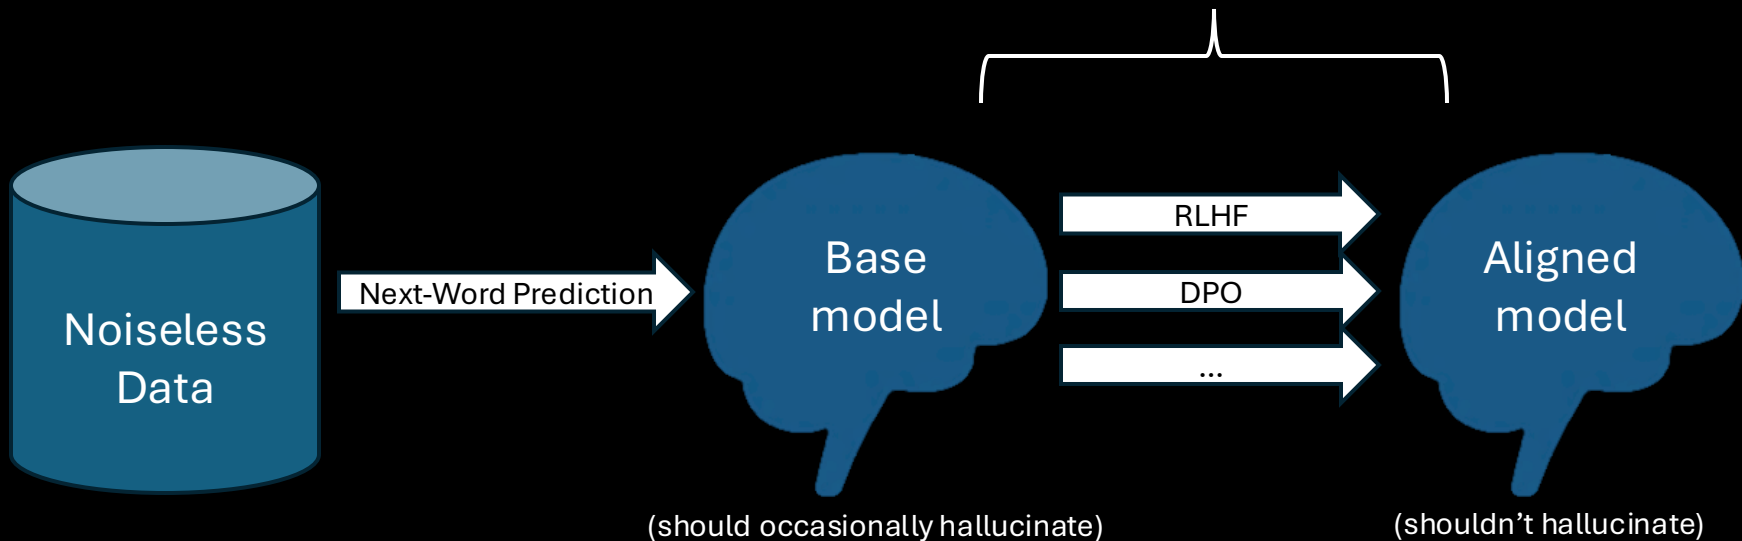 Noiseless
Data
Next-Word Prediction
Base
model
(should occasionally hallucinate)
RLHF
DPO
...
Aligned
model
(shouldn’t hallucinate)